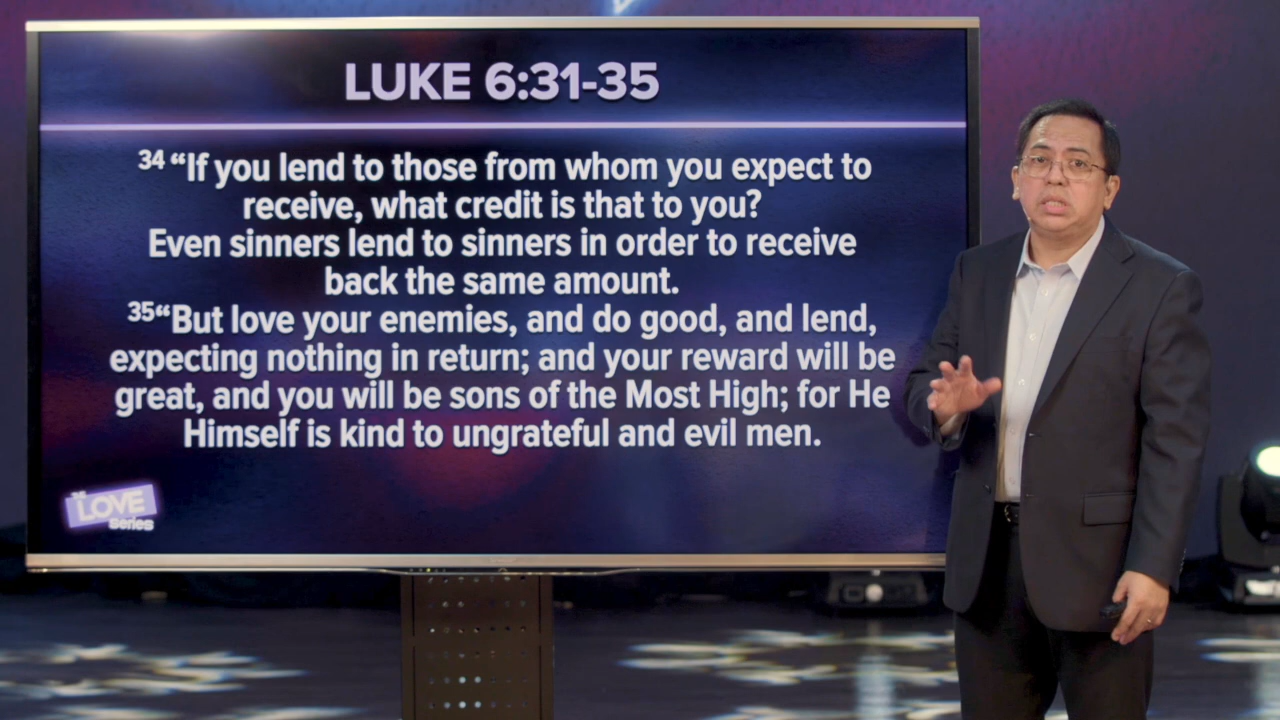 LUKE 6:31-35
34 “If you lend to those from whom you expect to
receive, what credit is that to you?
Even sinners lend to sinners in order to receive
back the same amount.
35“But love your enemies, and do good, and lend,
expecting nothing in return; and your reward will be
great, and you will be sons of the Most High; for He
Himself is kind to ungrateful and evil men.
THE
LOVE
series